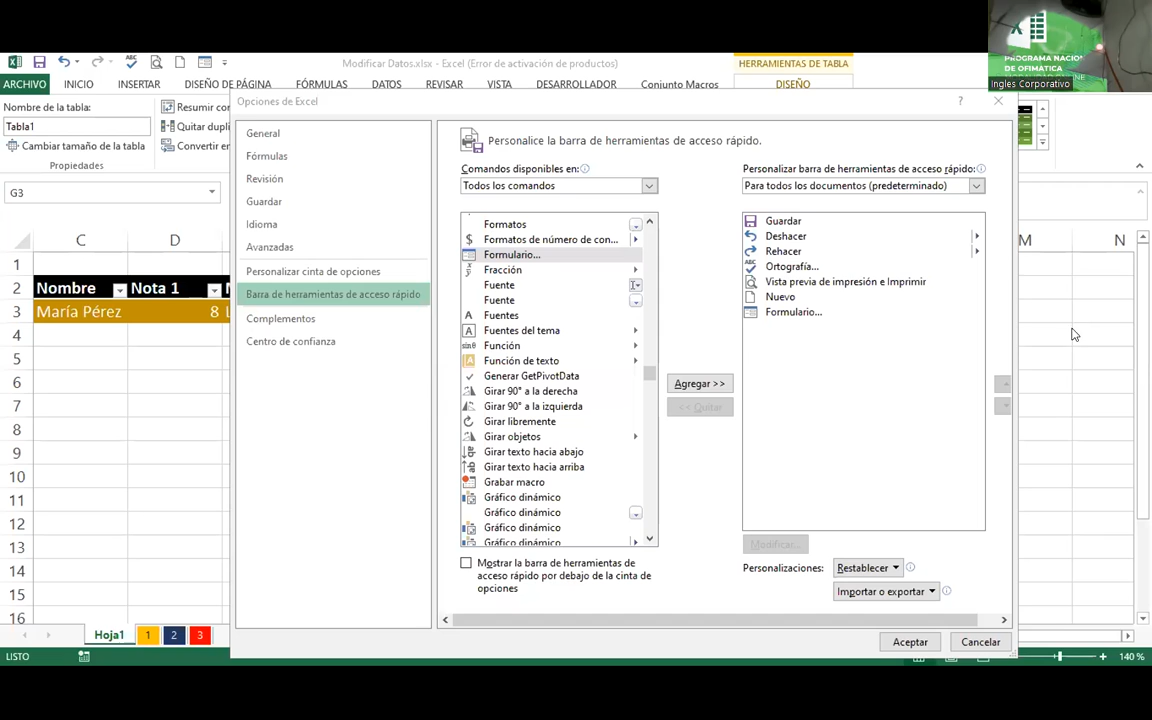 PROGRAMA NACIONAL
DE OFIMÁTICA
Ingles Corporativo
Modificar Datos.xlsx - Excel (Error de activación de productos)
HERRAMIENTAS DE TABLA
ARCHIVO INICIO INSERTAR DISEÑO DE PÁGINA FÓRMULAS DATOS REVISAR VISTA DESARROLLADOR Conjunto Macros DISEÑO
Nombre de la tabla:
Tabla1
Cambiar tamaño de la tabla
Propiedades
Resumir co
Quitar dupli
Convertir e
G3
C D M N
1
2 Nombre Nota 1
3 María Pérez 8
4
5
6
7
8
9
10
11
12
13
14
15
16
Opciones de Excel
?
General
Fórmulas
Revisión
Guardar
Idioma
Avanzadas
Personalizar cinta de opciones
Barra de herramientas de acceso rápido
Complementos
Centro de confianza
Personalice la barra de herramientas de acceso rápido.
Comandos disponibles en:
Todos los comandos
Formatos
Formatos de número de con...
Formulario...
Fracción
Fuente
Fuente
Fuentes
Fuentes del tema
Función
Función de texto
Generar GetPivotData
Girar 90° a la derecha
Girar 90° a la izquierda
Girar libremente
Girar objetos
Girar texto hacia abajo
Girar texto hacia arriba
Grabar macro
Gráfico dinámico
Gráfico dinámico
Gráfico dinámico
Gráfico dinámico
Agregar >>
<< Quitar
Mostrar la barra de herramientas de
acceso rápido por debajo de la cinta de
opciones
Personalizar barra de herramientas de acceso rápido:
Para todos los documentos (predeterminado)
Guardar
Deshacer
Rehacer
Ortografía...
Vista previa de impresión e Imprimir
Nuevo
Formulario...
Modificar...
Personalizaciones: Restablecer
Importar o exportar
Aceptar Cancelar
Hoja1 1 2 3
LISTO
140 %